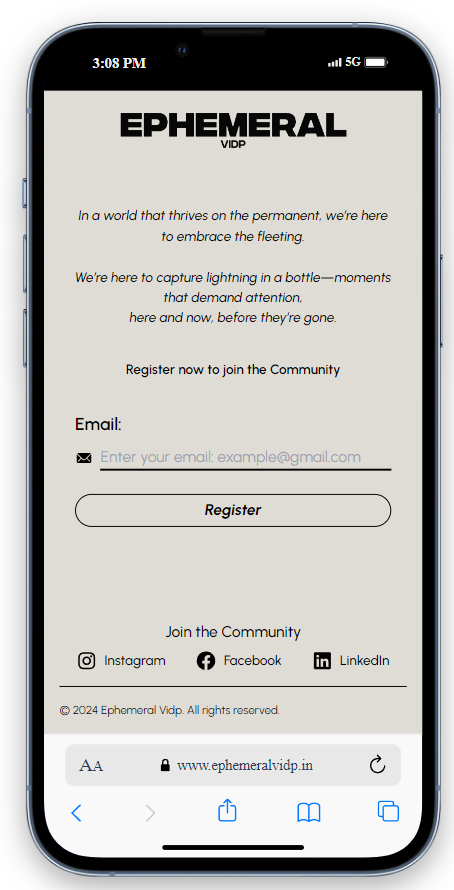 3:08 PM
5G
EPHEMERAL
VIDP
In a world that thrives on the permanent, we're here
to embrace the fleeting.
We're here to capture lightning in a bottle—moments
that demand attention,
here and now, before they're gone.
Register now to join the Community
Email:
Enter your email: example@gmail.com
Register
Join the Community
Instagram
Facebook
LinkedIn
© 2024 Ephemeral Vidp. All rights reserved.
AA
www.ephemeralvidp.in